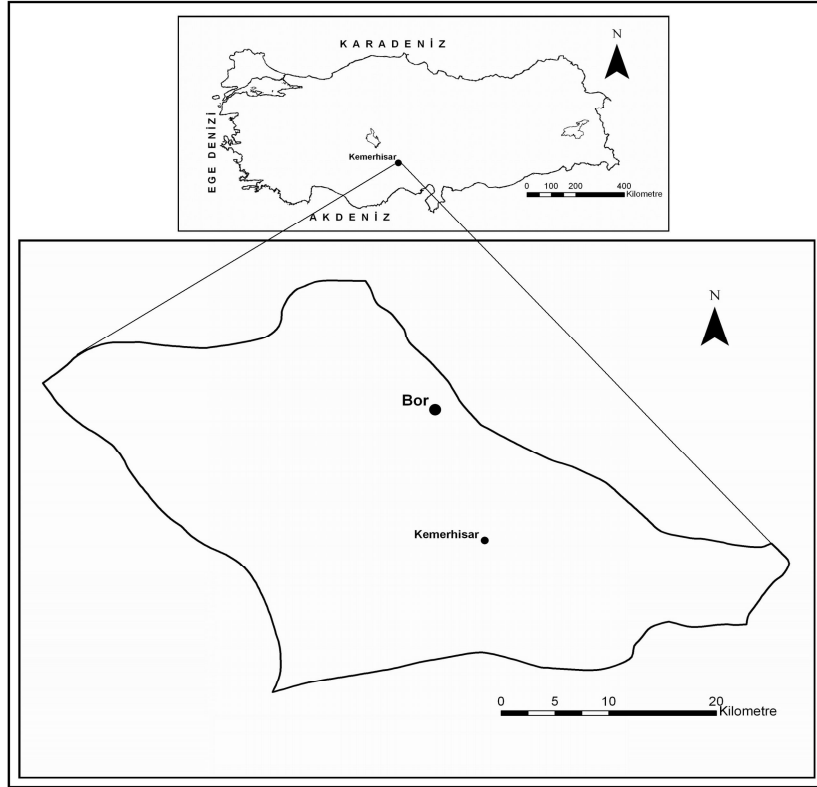 KARADENİZ
N
EGE DENİZİ
Kemerhisar
0 100 200 400
Kilometre
AKDENİZ
N
Bor
Kemerhisar
0 5 10 20
Kilometre